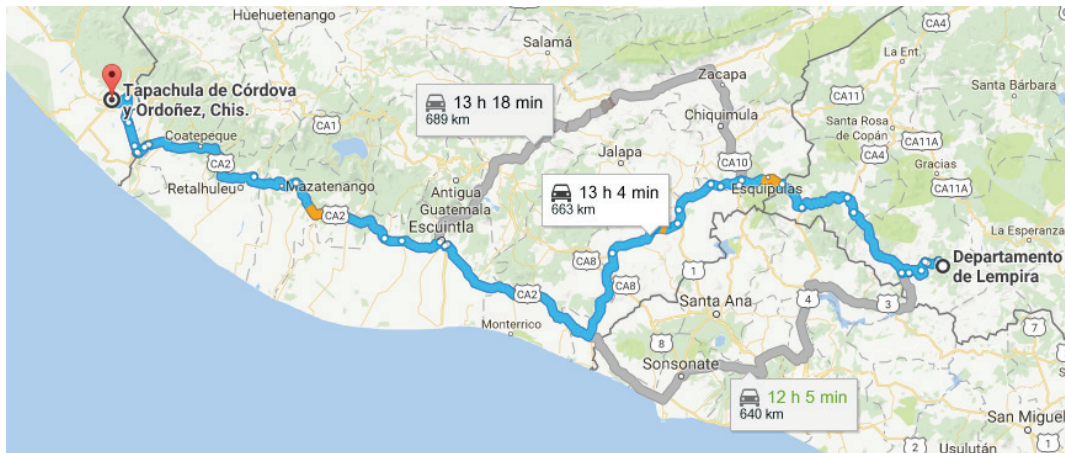 Huehuetenango
Salamá
Zacapa
La Ent.
Santa Bárbara
Tapachula de Córdova
y Ordoñez, Chis.
13 h 18 min
689 km
CA11
Chiquimula
Santa Rosa
de Copán
CA11A
CA4
CA1
Coatepeque
Jalapa
CA2
CA10
Gracias
CA11A
Retalhuleu
Mazatenango
Antigua
Guatemala
Escuintla
13 h 4 min
663 km
Esquipulas
CA2
La Esperanza
Departamento
de Lempira
CA8
1
CA8
CA2
Santa Ana
4
3
Monterrico
8
7
Sonsonate
12 h 5 min
640 km
San Miguel
2
Usulután
1